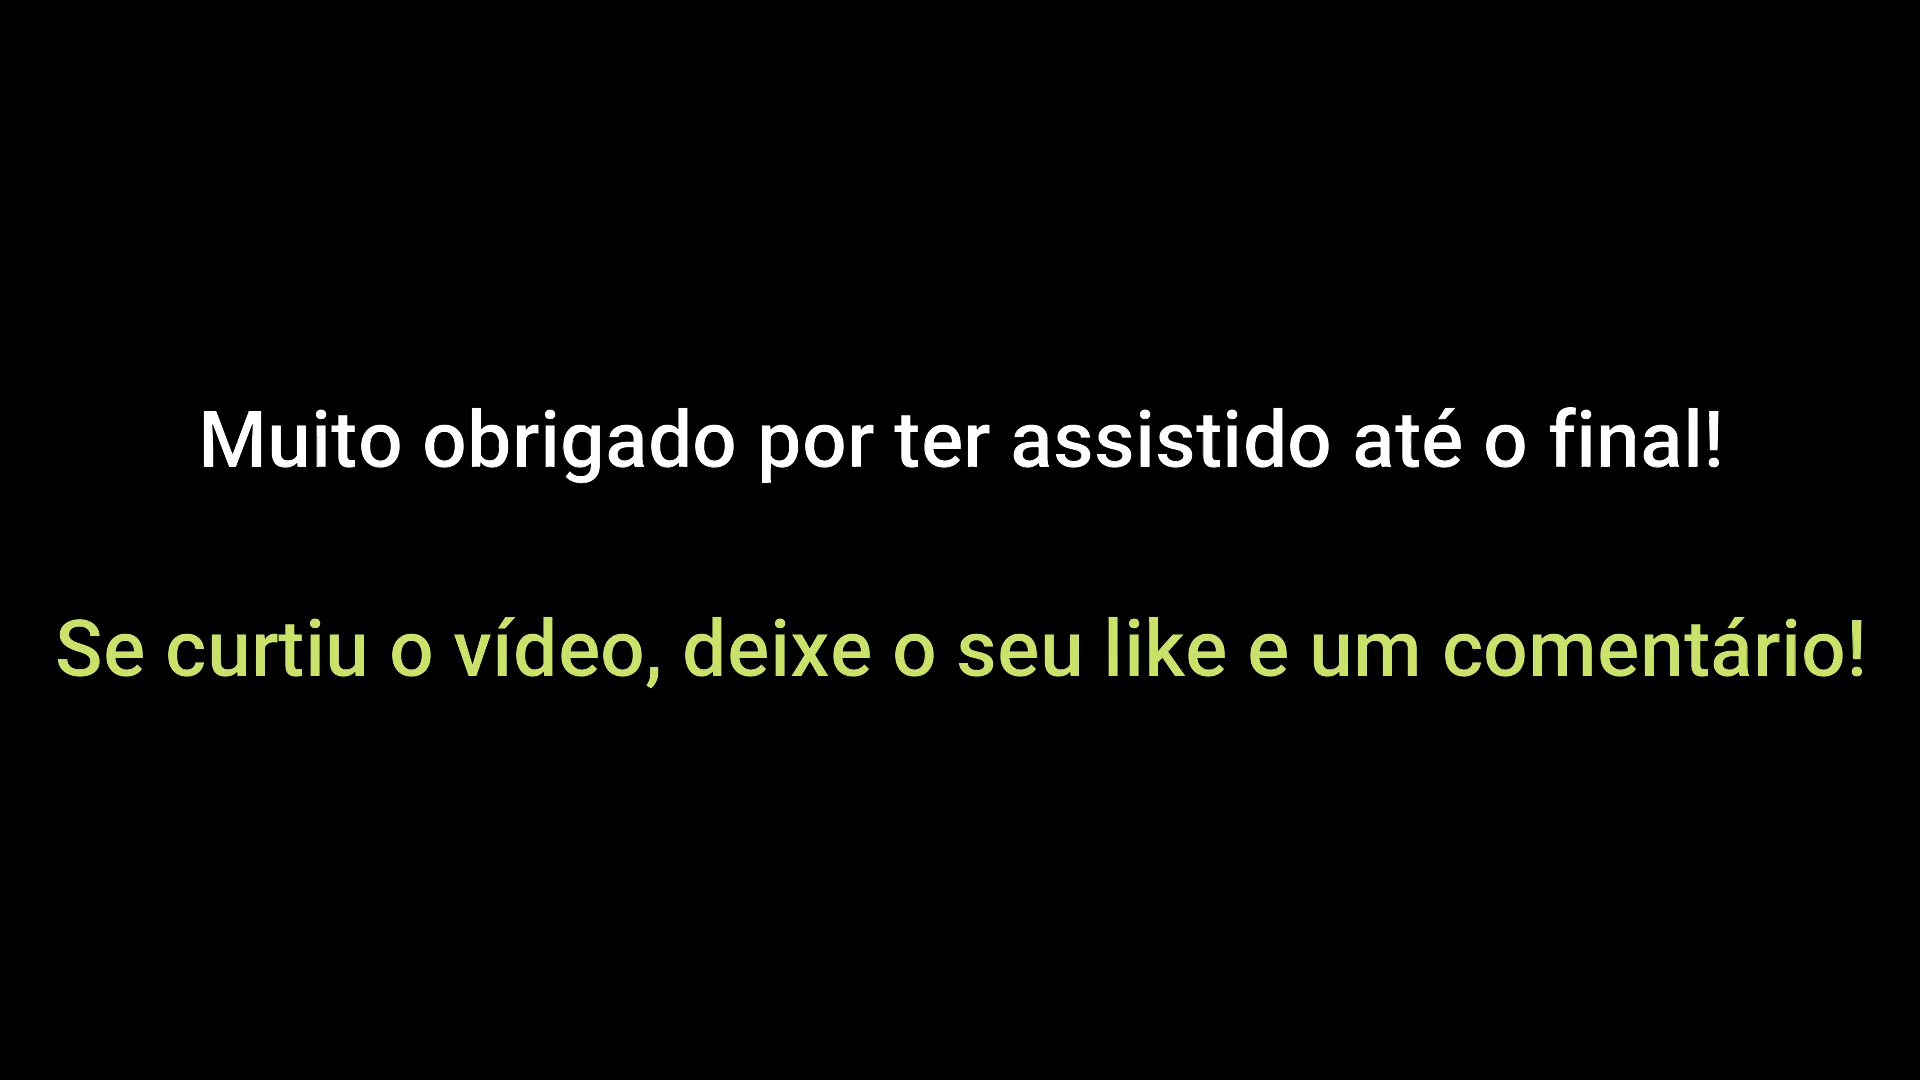 Muito obrigado por ter assistido até o final!
Se curtiu o vídeo, deixe o seu like e um comentário!